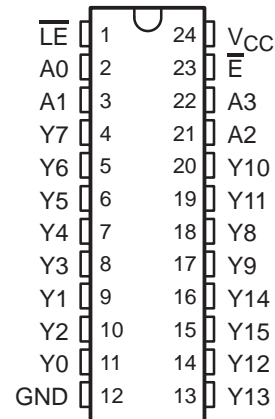 L̅E̅ 1 24 VCC
A0 2 23 E̅
A1 3 22 A3
Y7 4 21 A2
Y6 5 20 Y10
Y5 6 19 Y11
Y4 7 18 Y8
Y3 8 17 Y9
Y1 9 16 Y14
Y2 10 15 Y15
Y0 11 14 Y12
GND 12 13 Y13